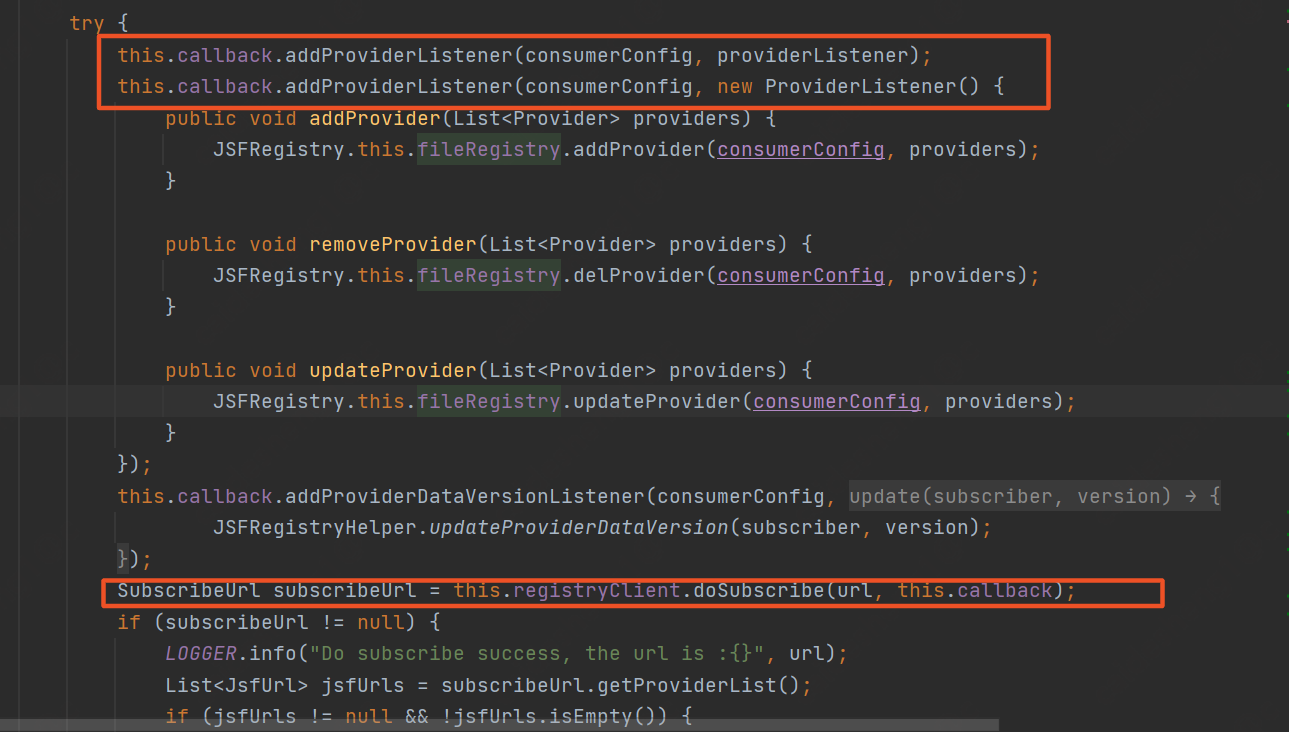 try {
this.callback.addProviderListener(consumerConfig, providerListener);
this.callback.addProviderListener(consumerConfig, new ProviderListener() {
public void addProvider(List<Provider> providers) {
JSFRegistry.this.fileRegistry.addProvider(consumerConfig, providers);
}
public void removeProvider(List<Provider> providers) {
JSFRegistry.this.fileRegistry.delProvider(consumerConfig, providers);
}
public void updateProvider(List<Provider> providers) {
JSFRegistry.this.fileRegistry.updateProvider(consumerConfig, providers);
}
});
this.callback.addProviderDataVersionListener(consumerConfig, update(subscriber, version) → {
JSFRegistryHelper.updateProviderDataVersion(subscriber, version);
});
SubscribeUrl subscribeUrl = this.registryClient.doSubscribe(url, this.callback);
if (subscribeUrl != null) {
LOGGER.info("Do subscribe success, the url is :{}", url);
List<JsfUrl> jsfUrls = subscribeUrl.getProviderList();
if (jsfUrls != null && !jsfUrls.isEmpty()) {